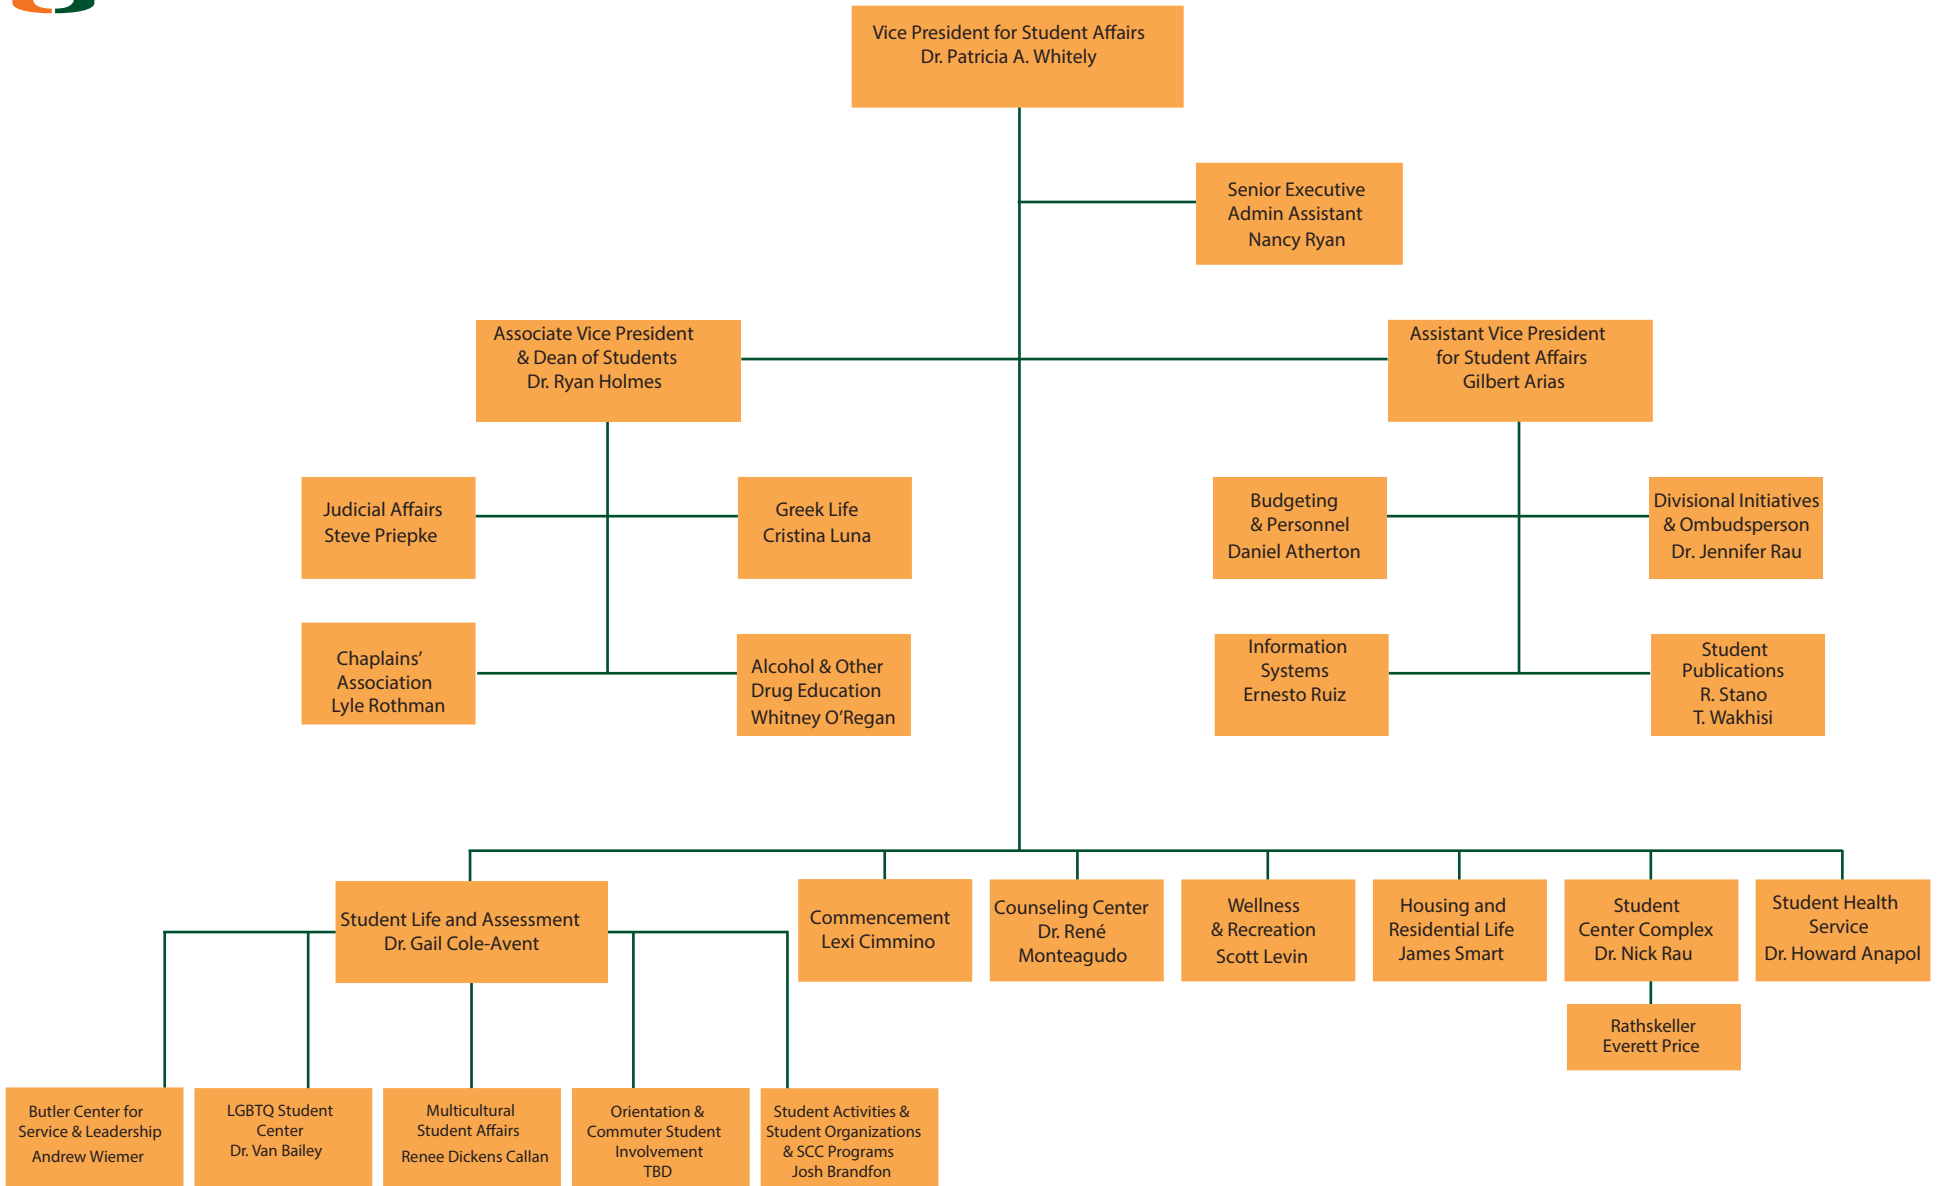 Vice President for Student Affairs
Dr. Patricia A. Whitely
Senior Executive
Admin Assistant
Nancy Ryan
Associate Vice President
& Dean of Students
Dr. Ryan Holmes
Assistant Vice President
for Student Affairs
Gilbert Arias
Judicial Affairs
Steve Priepke
Greek Life
Cristina Luna
Budgeting
& Personnel
Daniel Atherton
Divisional Initiatives
& Ombudsperson
Dr. Jennifer Rau
Chaplains’
Association
Lyle Rothman
Alcohol & Other
Drug Education
Whitney O’Regan
Information
Systems
Ernesto Ruiz
Student
Publications
R. Stano
T. Wakhisi
Student Life and Assessment
Dr. Gail Cole-Avent
Commencement
Lexi Cimmino
Counseling Center
Dr. René
Monteagudo
Wellness
& Recreation
Scott Levin
Housing and
Residential Life
James Smart
Student
Center Complex
Dr. Nick Rau
Student Health
Service
Dr. Howard Anapol
Rathskeller
Everett Price
Butler Center for
Service & Leadership
Andrew Wiemer
LGBTQ Student
Center
Dr. Van Bailey
Multicultural
Student Affairs
Renee Dickens Callan
Orientation &
Commuter Student
Involvement
TBD
Student Activities &
Student Organizations
& SCC Programs
Josh Brandfon